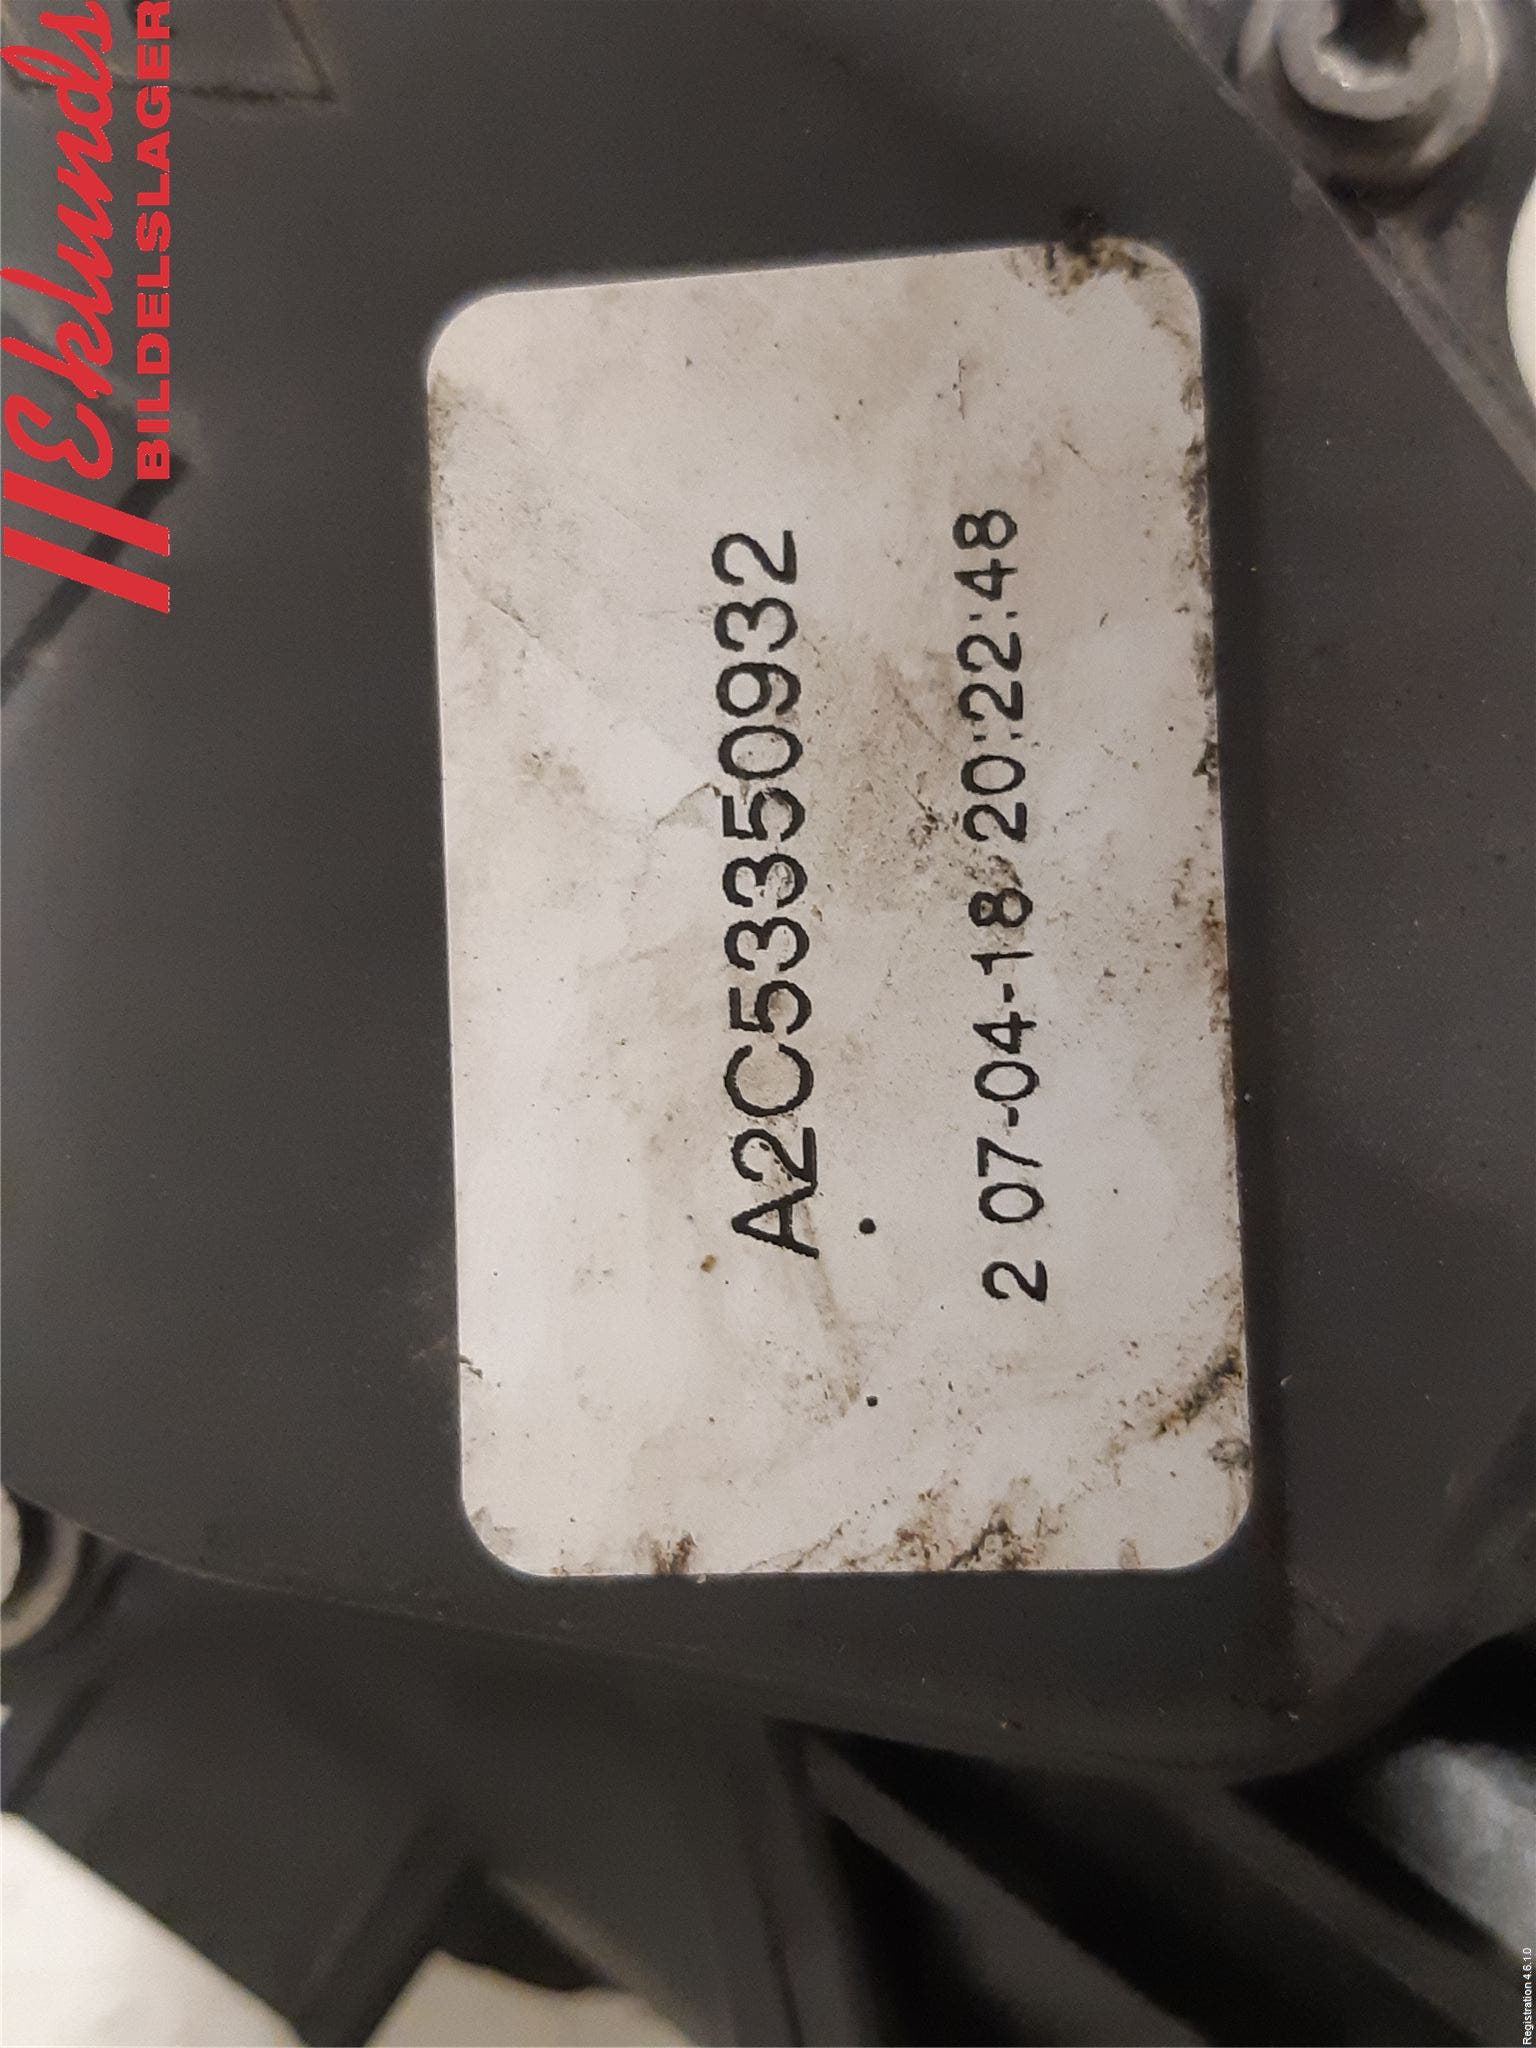 Eklunds
BILDELSLAGER
A2C53350932
2 07-04-18 20:22:48
Registration 4.6.1.0